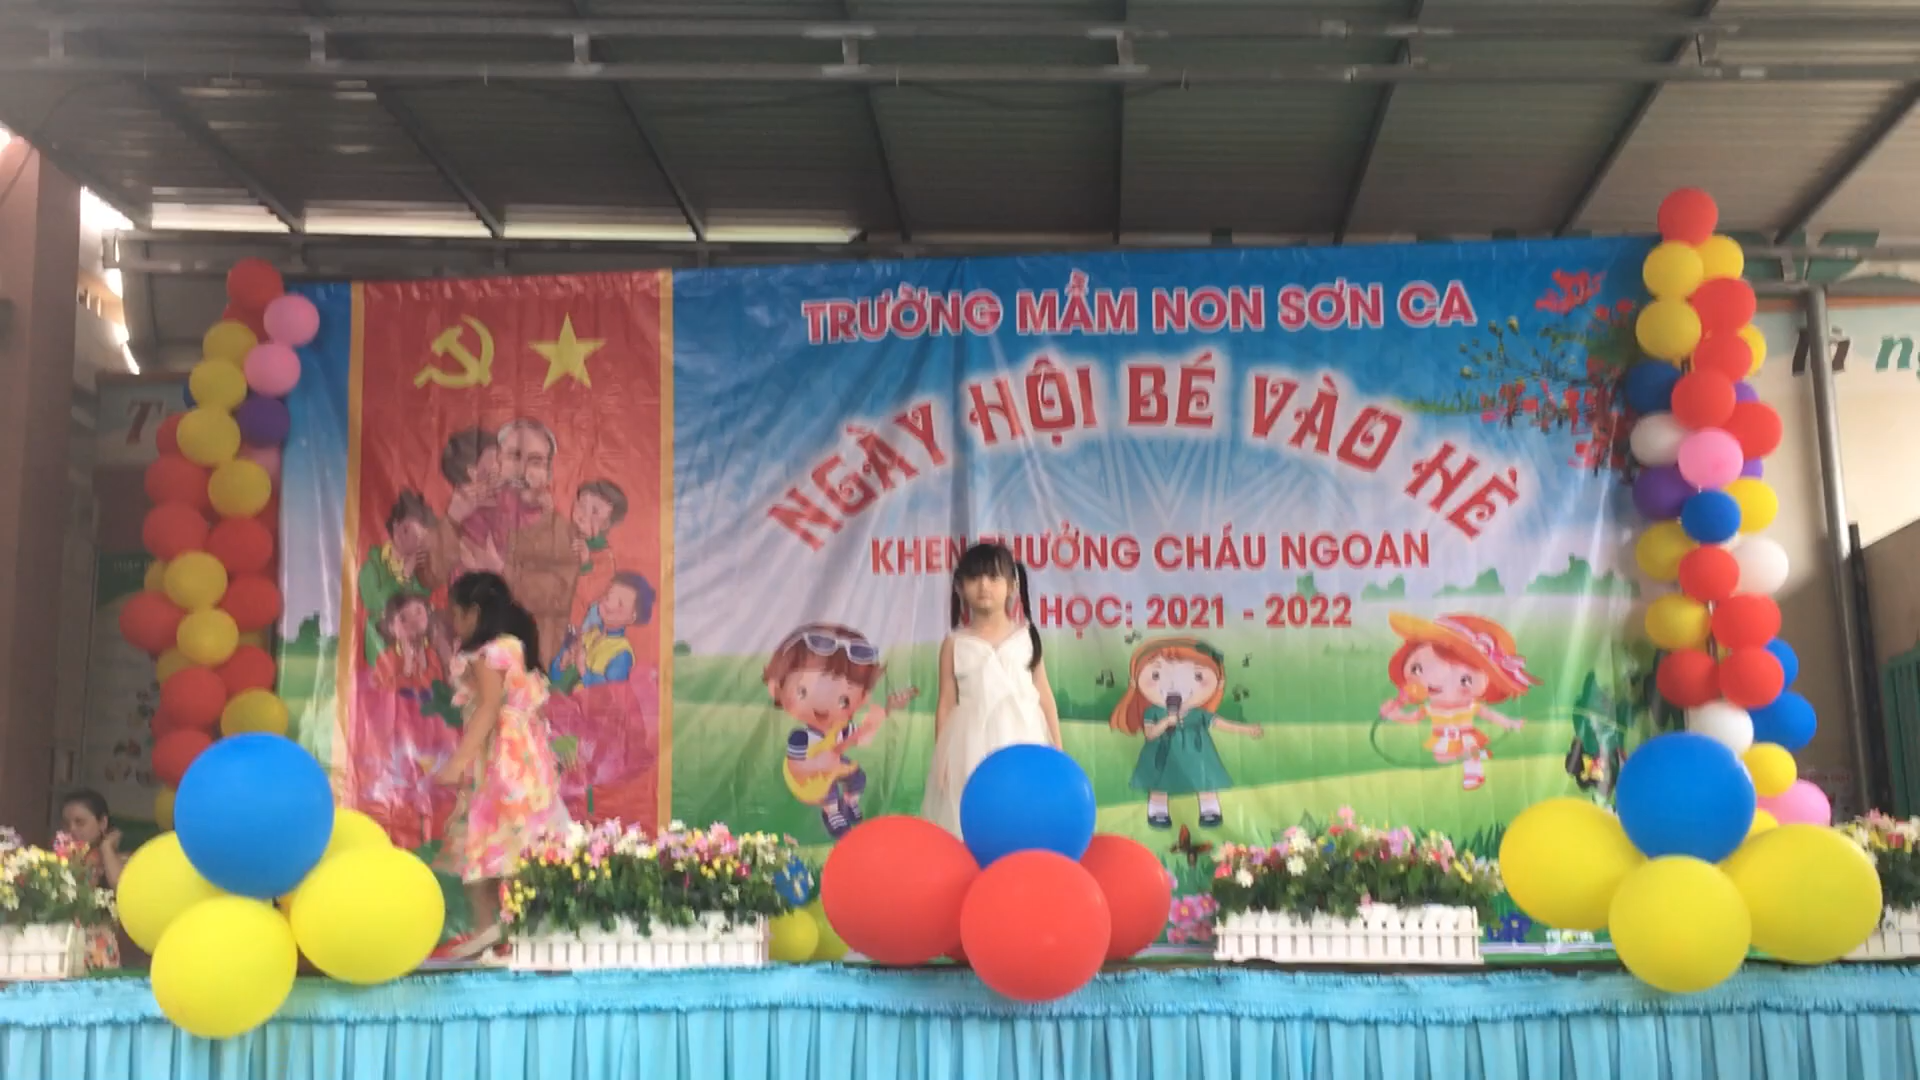 TRƯỜNG MẦM NON SƠN CA
NGÀY HỘI BÉ VÀO HÈ
KHEN THƯỞNG CHÁU NGOAN
HỌC: 2021 - 2022